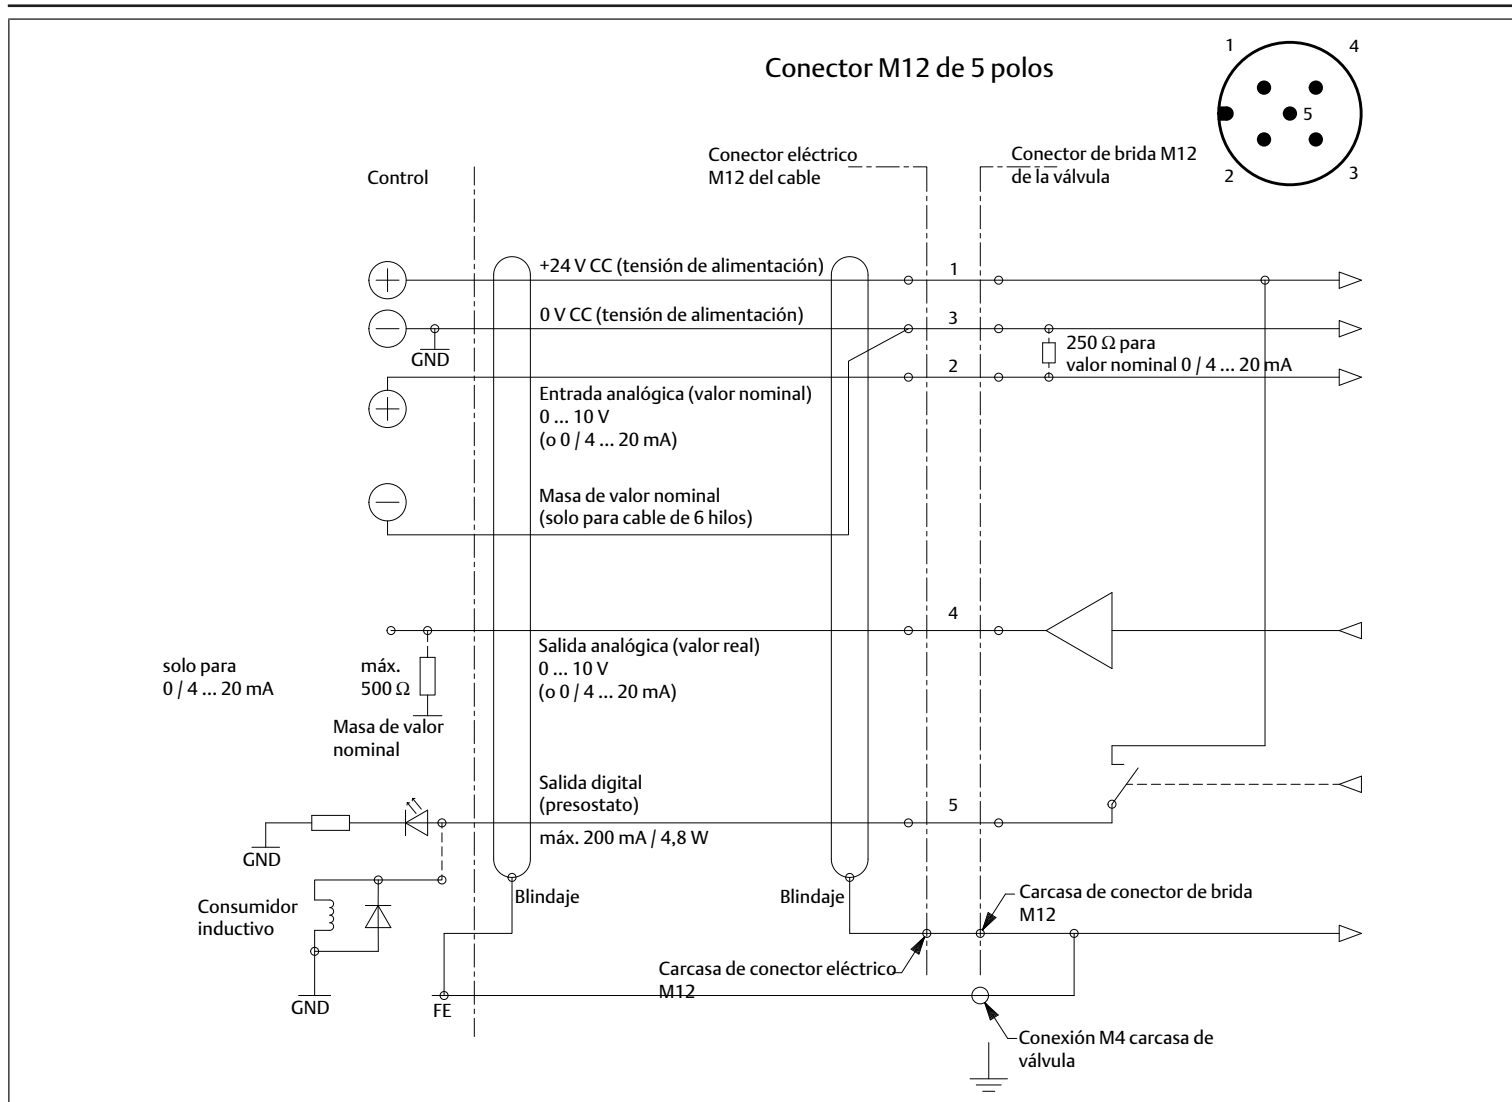 Conector M12 de 5 polos
1
4
5
2
3
Control
Conector eléctrico
M12 del cable
Conector de brida M12
de la válvula
+24 V CC (tensión de alimentación)
1
0 V CC (tensión de alimentación)
3
GND
250 Ω para
valor nominal 0 / 4 ... 20 mA
2
Entrada analógica (valor nominal)
0 ... 10 V
(o 0 / 4 ... 20 mA)
Masa de valor nominal
(solo para cable de 6 hilos)
4
Salida analógica (valor real)
0 ... 10 V
(o 0 / 4 ... 20 mA)
solo para
0 / 4 ... 20 mA
máx.
500 Ω
Masa de valor
nominal
Salida digital
(presostato)
5
máx. 200 mA / 4,8 W
GND
Consumidor
inductivo
GND
Blindaje
Blindaje
Carcasa de conector de brida
M12
Carcasa de conector eléctrico
M12
FE
Conexión M4 carcasa de
válvula